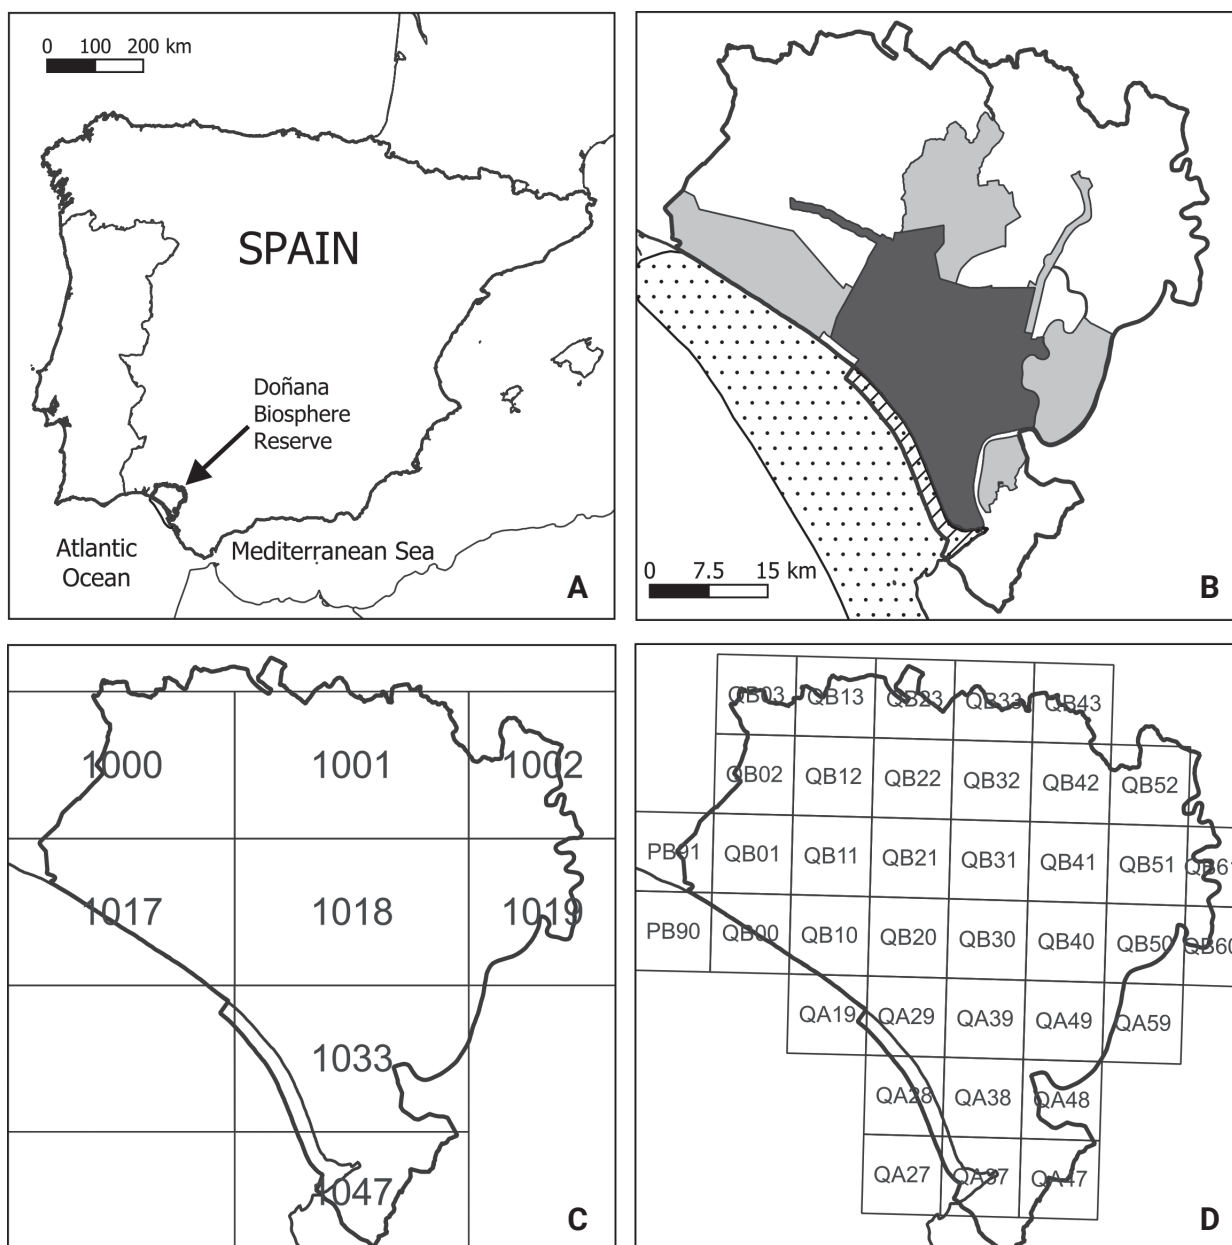 0 100 200 km
SPAIN
Doñana
Biosphere
Reserve
Atlantic
Ocean
Mediterranean Sea
A
0 7.5 15 km
B
1000 1001 1002
1017 1018 1019
1033
1047
C
QB03 QB13 QB23 QB33 QB43
QB02 QB12 QB22 QB32 QB42 QB52
PB91 QB01 QB11 QB21 QB31 QB41 QB51 QB61
PB90 QB00 QB10 QB20 QB30 QB40 QB50 QB60
QA19 QA29 QA39 QA49 QA59
QA28 QA38 QA48
QA27 QA37 QA47
D